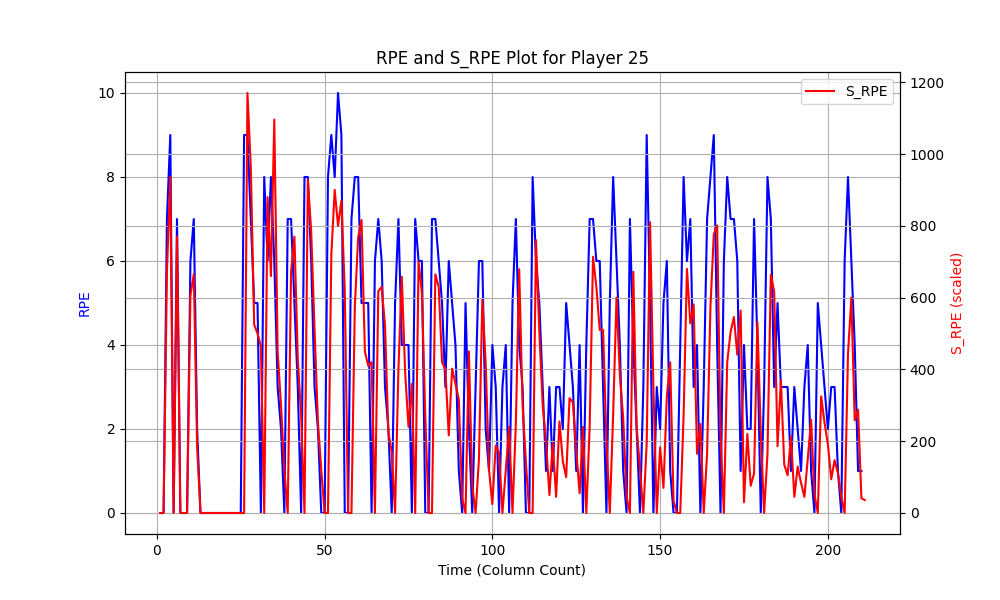 RPE and S_RPE Plot for Player 25
S_RPE
10
8
6
4
2
0
RPE
1200
1000
800
600
400
200
0
S_RPE (scaled)
0 50 100 150 200
Time (Column Count)